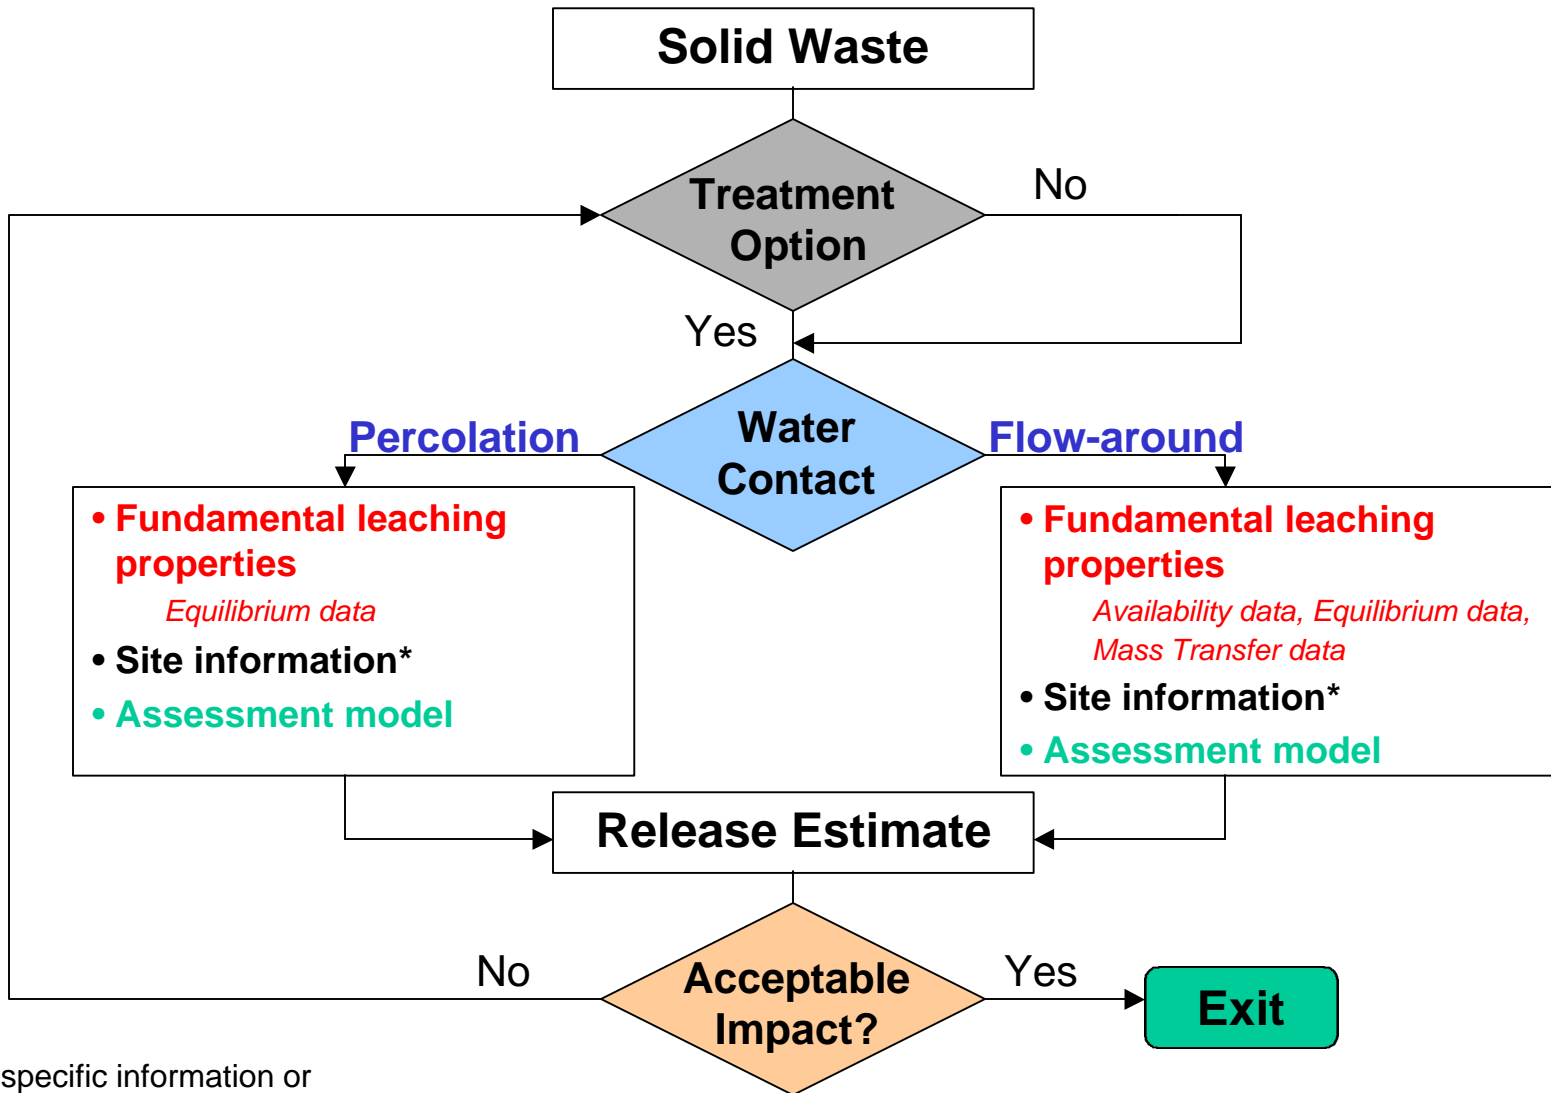 Solid Waste
Treatment
Option
No
Yes
Water
Contact
Percolation
Flow-around
• Fundamental leaching
properties
Equilibrium data
• Site information*
• Assessment model
• Fundamental leaching
properties
Availability data, Equilibrium data,
Mass Transfer data
• Site information*
• Assessment model
Release Estimate
No
Acceptable
Impact?
Yes
Exit
specific information or